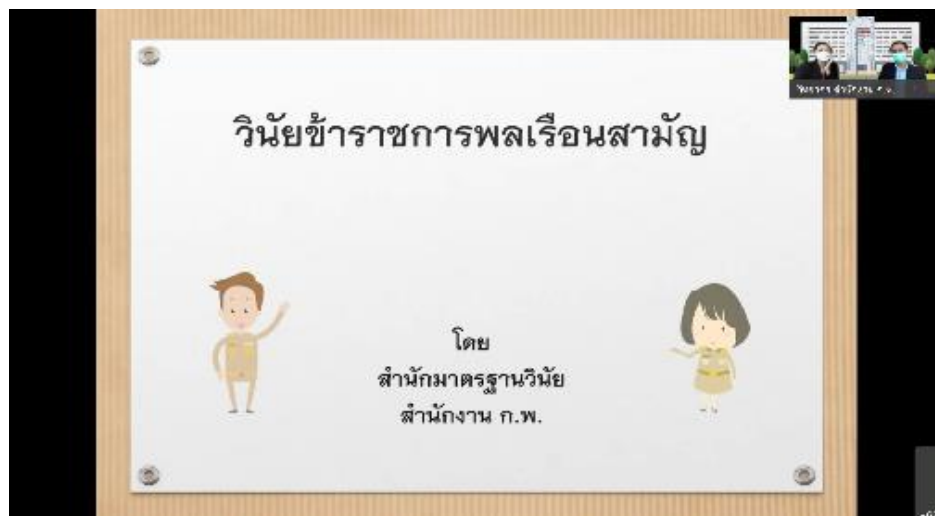 วินัยข้าราชการพลเรือนสามัญ
โดย
สำนักมาตรฐานวินัย
สำนักงาน ก.พ.